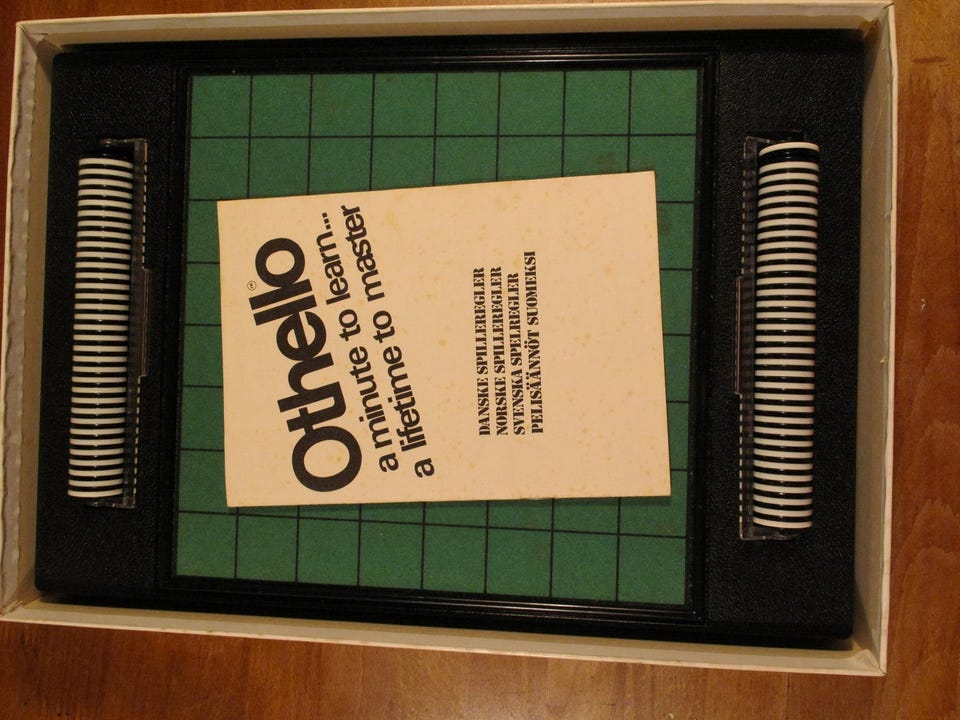 Othello
a minute to learn...
a lifetime to master
DANSKE SPILLEREGLER
NORSKE SPILLEREGLER
SVENSKA SPELREGLER
PELISÄÄNNÖT SUOMEKSI